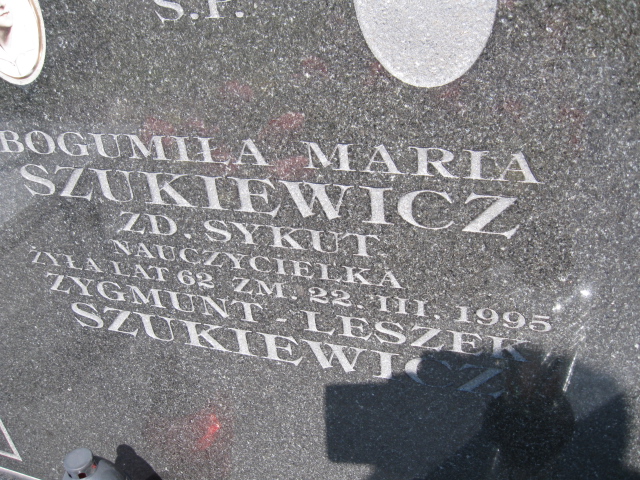 Ś.P.
BOGUMIŁA MARIA
SZUKIEWICZ
ZD. SYKUT.
NAUCZYCIELKA
ŻYŁA LAT 62 ZM. 22. III. 1995
ZYGMUNT - LESZEK
SZUKIEWICZ